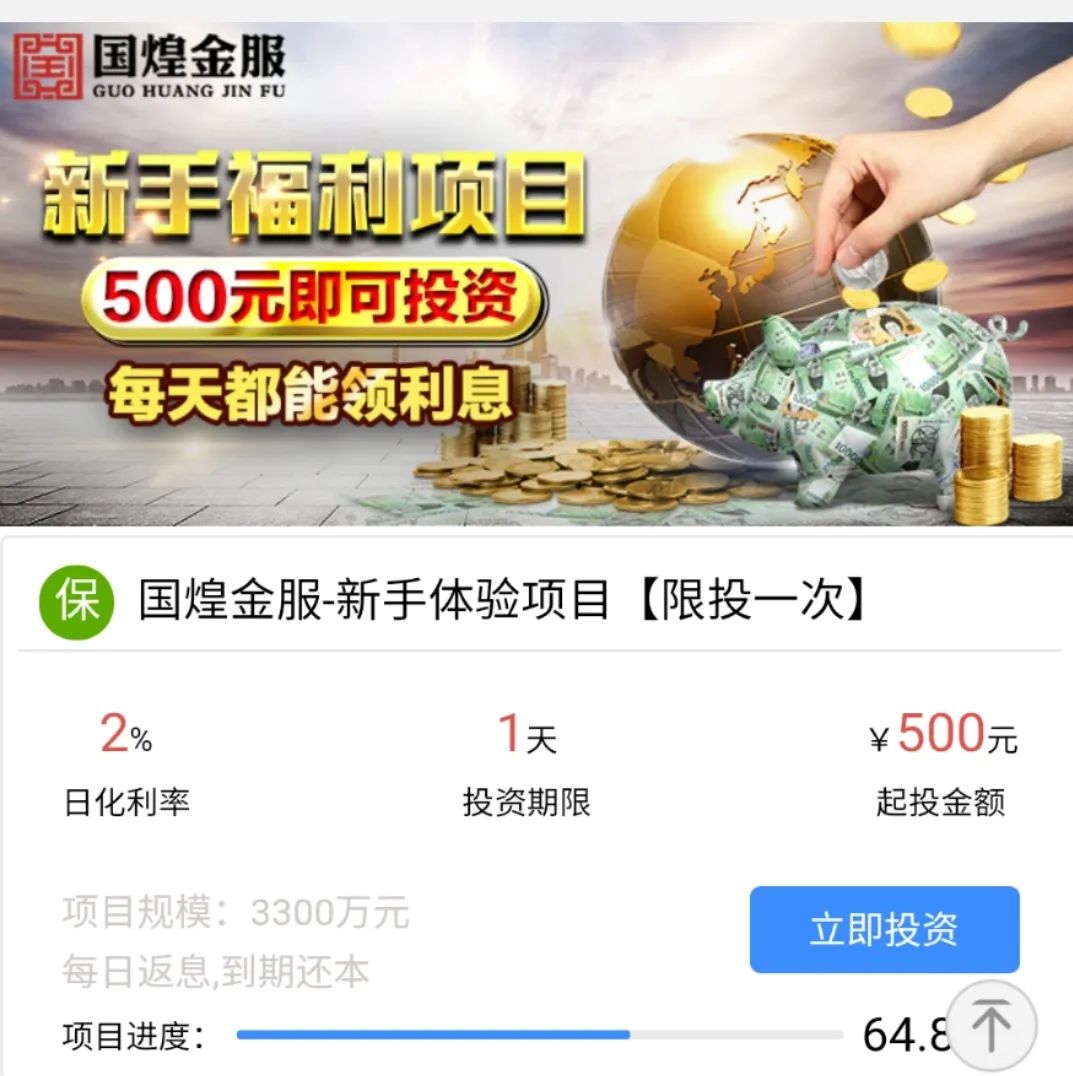 国煌金服
GUO HUANG JIN FU
新手福利项目
500元即可投资
每天都能领利息
保 国煌金服-新手体验项目【限投一次】
2% 1天 ￥500元
日化利率 投资期限 起投金额
项目规模：3300万元
立即投资
每日返息,到期还本
项目进度： 64.8